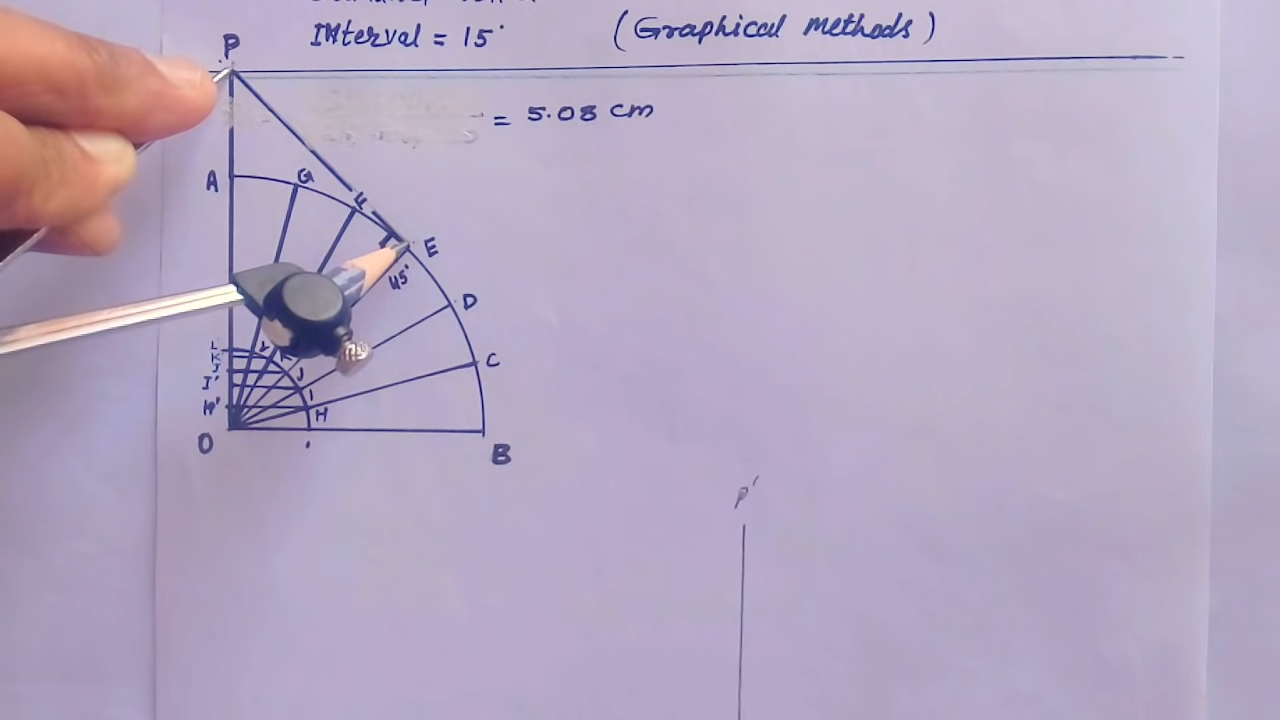 Interval = 15° (Graphical methods)
P
= 5.08 cm
A
G
F
E
45°
D
C
L
K
J
I'
H'
J
I
H
O
B
P'